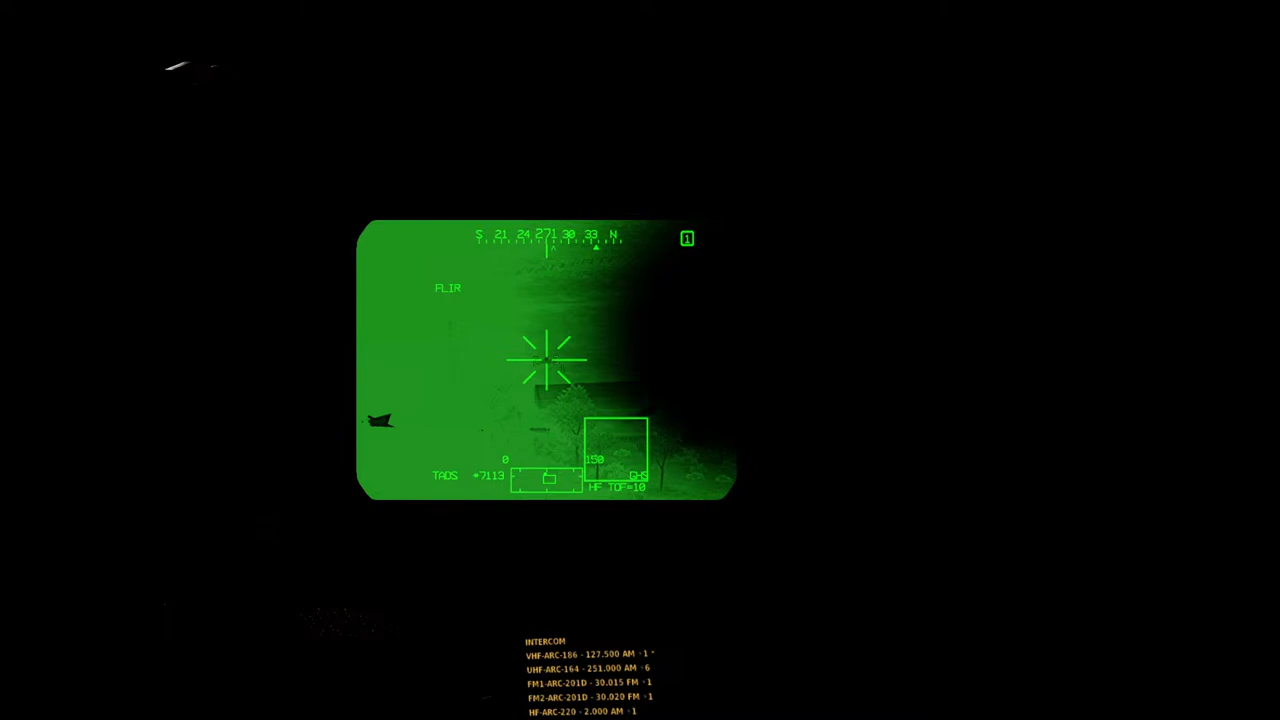 S 21 24 271 30 33 N
1
FLIR
0 150
TADS *7113 GHS
HF TOF=10
INTERCOM
VHF-ARC-186 - 127.500 AM - 1 *
UHF-ARC-164 - 251.000 AM - 6
FM1-ARC-201D - 30.015 FM - 1
FM2-ARC-201D - 30.020 FM - 1
HF-ARC-220 - 2.000 AM - 1